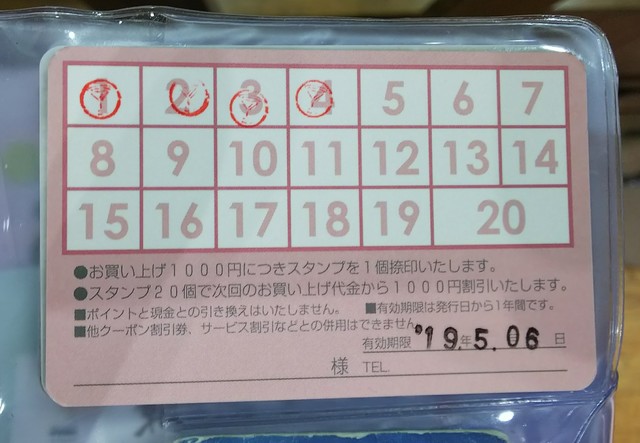 1 2 3 4 5 6 7
8 9 10 11 12 13 14
15 16 17 18 19 20
●お買い上げ1000円につきスタンプを1個捺印いたします。
●スタンプ20個で次回のお買い上げ代金から1000円割引いたします。
■ポイントと現金との引き換えはいたしません。 ■有効期限は発行日から1年間です。
■他クーポン割引券、サービス割引などとの併用はできません。
有効期限 '19年5.06日
様 TEL